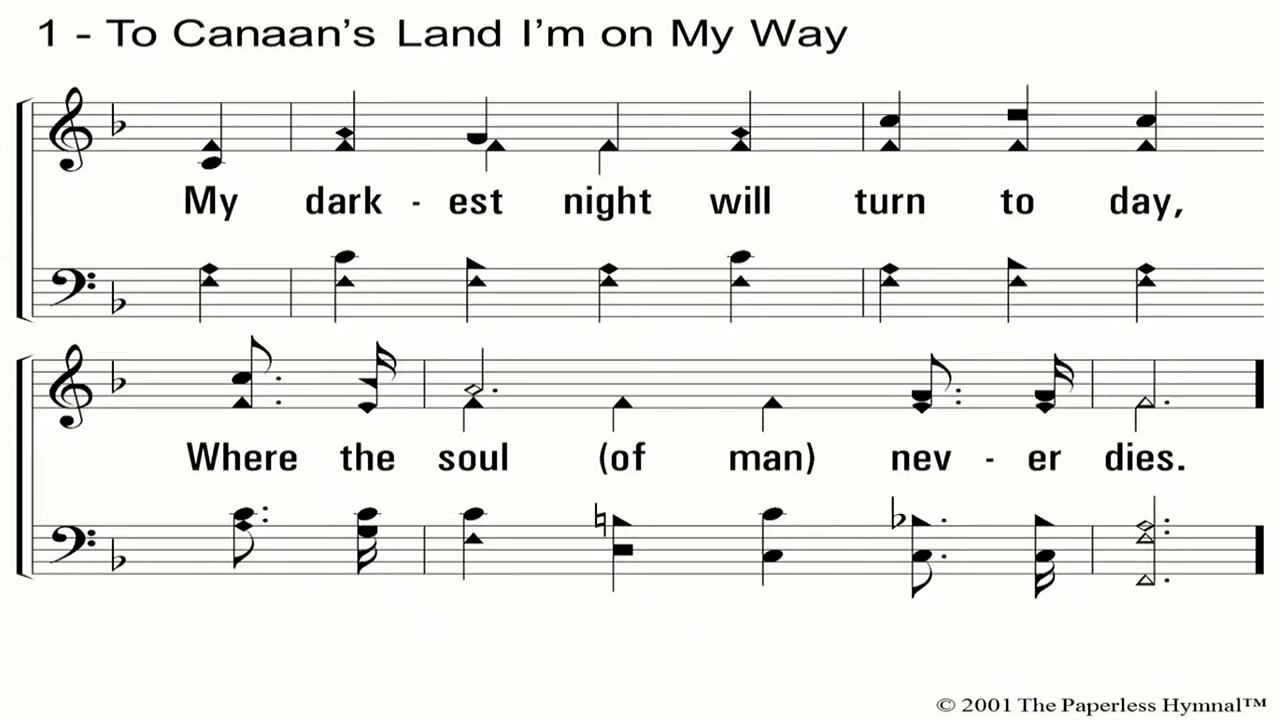 1 - To Canaan's Land I'm on My Way
My dark - est night will turn to day,
Where the soul (of man) nev - er dies.
© 2001 The Paperless Hymnal™